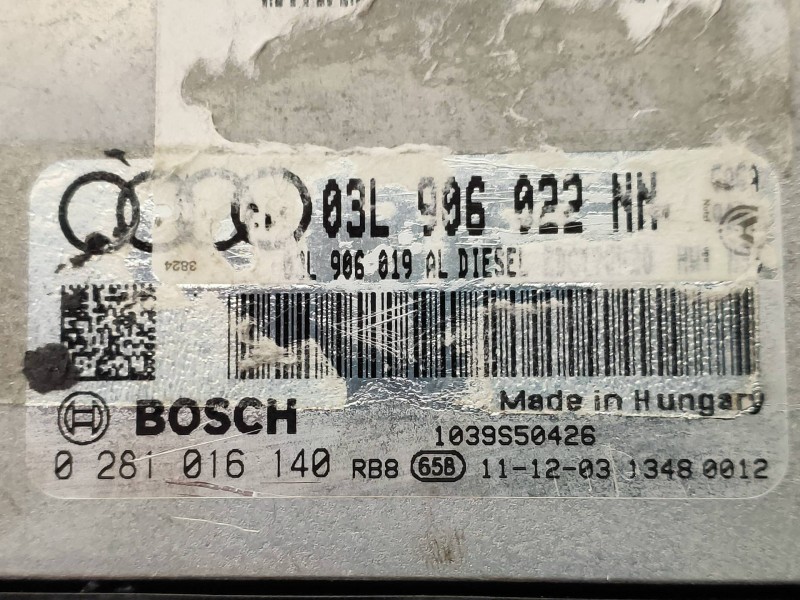 03L 906 022 NN
3824
03L 906 019 AL DIESEL
Made in Hungary
BOSCH
1039S50426
0 281 016 140 RB8 65B 11-12-03 1348 0012